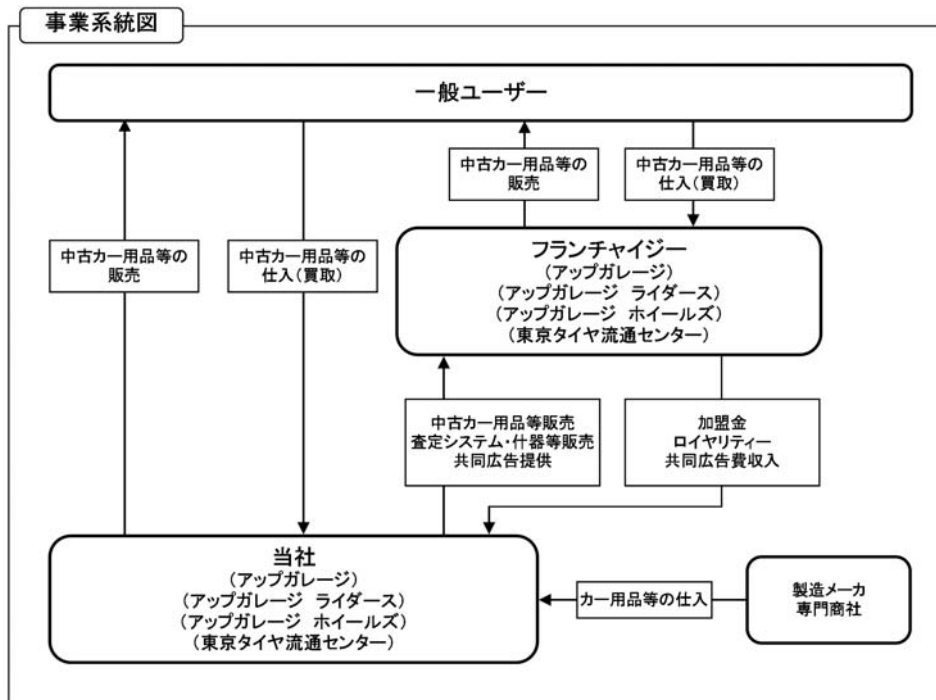 事業系統図
一般ユーザー
中古カー用品等の
販売
中古カー用品等の
仕入(買取)
中古カー用品等の
販売
中古カー用品等の
仕入(買取)
フランチャイジー
(アップガレージ)
(アップガレージ ライダース)
(アップガレージ ホイールズ)
(東京タイヤ流通センター)
中古カー用品等販売
査定システム・什器等販売
共同広告提供
加盟金
ロイヤリティー
共同広告費収入
当社
(アップガレージ)
(アップガレージ ライダース)
(アップガレージ ホイールズ)
(東京タイヤ流通センター)
カー用品等の仕入
製造メーカ
専門商社